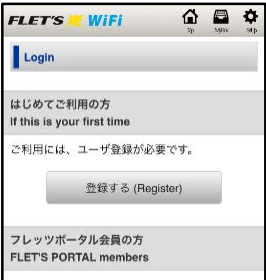 FLET'S 光 WiFi
Login
はじめてご利用の方
If this is your first time
ご利用には、ユーザ登録が必要です。
登録する (Register)
フレッツポータル会員の方
FLET'S PORTAL members